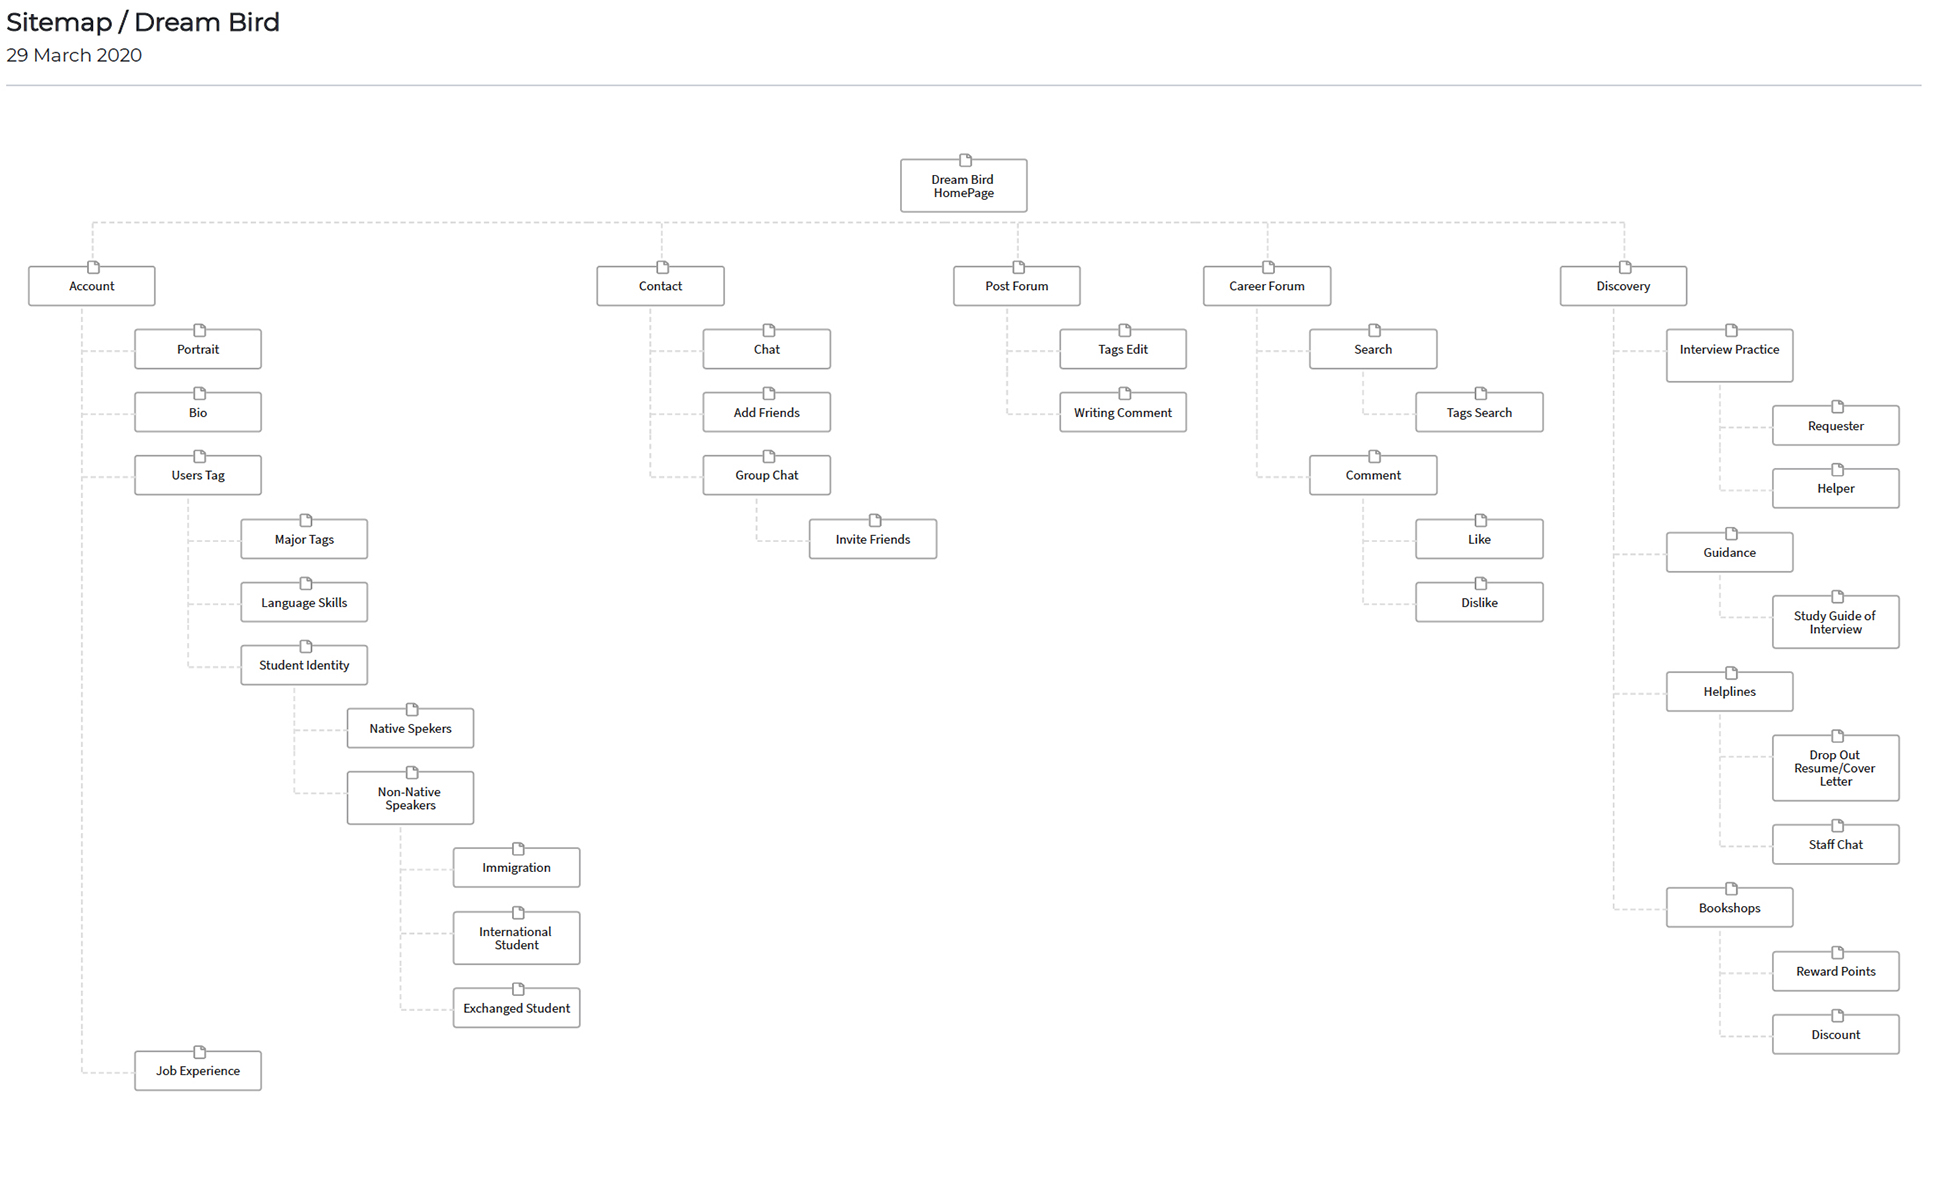 Sitemap / Dream Bird
29 March 2020
Dream Bird
HomePage
Account
Contact
Post Forum
Career Forum
Discovery
Portrait
Bio
Users Tag
Major Tags
Language Skills
Student Identity
Native Spekers
Non-Native
Speakers
Immigration
International
Student
Exchanged Student
Job Experience
Chat
Add Friends
Group Chat
Invite Friends
Tags Edit
Writing Comment
Search
Tags Search
Comment
Like
Dislike
Interview Practice
Requester
Helper
Guidance
Study Guide of
Interview
Helplines
Drop Out
Resume/Cover
Letter
Staff Chat
Bookshops
Reward Points
Discount